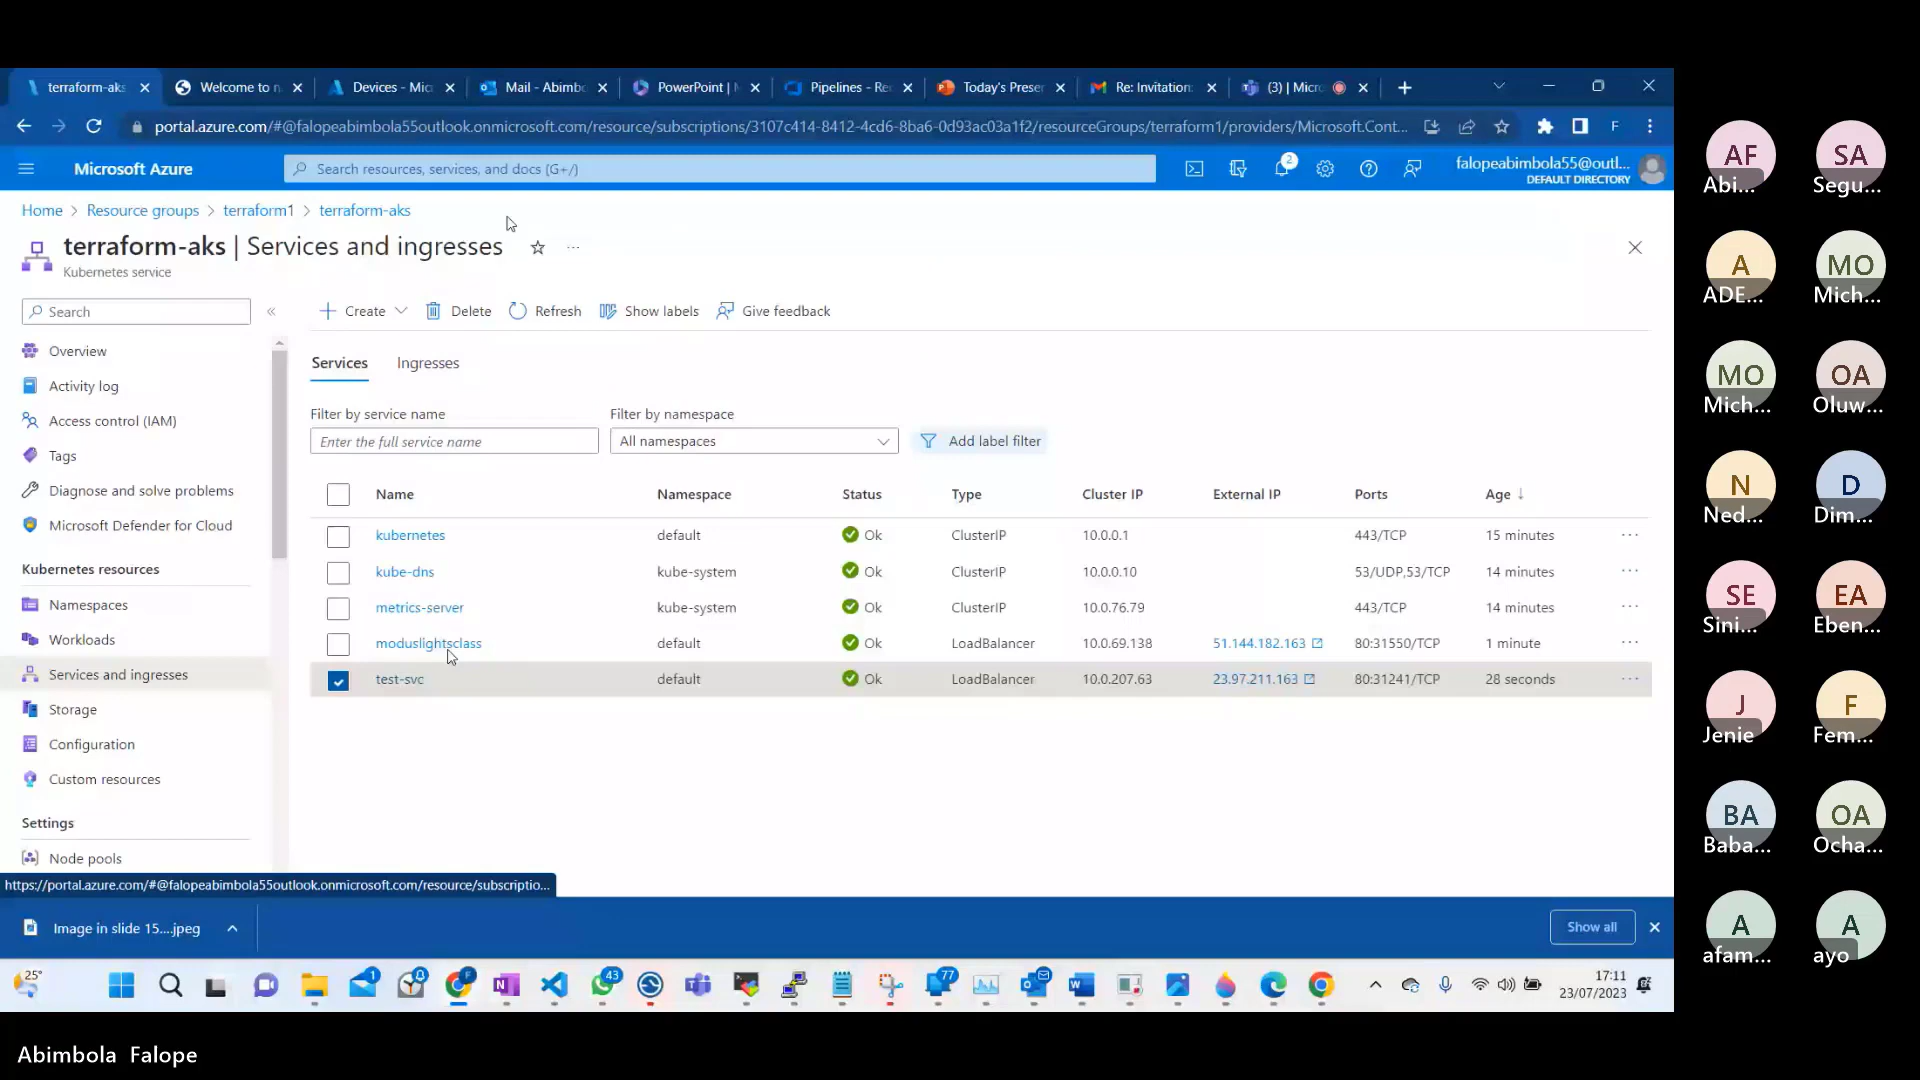 terraform-aks
Welcome to n
Devices - Mic
Mail - Abimb
PowerPoint | M
Pipelines - Re
Today's Preser
Re: Invitation:
(3) | Micro
portal.azure.com/#@falopeabimbola55outlook.onmicrosoft.com/resource/subscriptions/3107c414-8412-4cd6-8ba6-0d93ac03a1f2/resourceGroups/terraform1/providers/Microsoft.Cont...
F
Microsoft Azure
Search resources, services, and docs (G+/)
2
falopeabimbola55@outl...
DEFAULT DIRECTORY
Home > Resource groups > terraform1 > terraform-aks
terraform-aks | Services and ingresses
...
Kubernetes service
Search
«
Overview
Activity log
Access control (IAM)
Tags
Diagnose and solve problems
Microsoft Defender for Cloud
Kubernetes resources
Namespaces
Workloads
Services and ingresses
Storage
Configuration
Custom resources
Settings
Node pools
Create
Delete
Refresh
Show labels
Give feedback
Services
Ingresses
Filter by service name
Filter by namespace
Enter the full service name
All namespaces
Add label filter
Name Namespace Status Type Cluster IP External IP Ports Age ↓
kubernetes default Ok ClusterIP 10.0.0.1 443/TCP 15 minutes ...
kube-dns kube-system Ok ClusterIP 10.0.0.10 53/UDP,53/TCP 14 minutes ...
metrics-server kube-system Ok ClusterIP 10.0.76.79 443/TCP 14 minutes ...
moduslightsclass default Ok LoadBalancer 10.0.69.138 51.144.182.163 80:31550/TCP 1 minute ...
test-svc default Ok LoadBalancer 10.0.207.63 23.97.211.163 80:31241/TCP 28 seconds ...
https://portal.azure.com/#@falopeabimbola55outlook.onmicrosoft.com/resource/subscriptio...
Image in slide 15....jpeg
Show all
25°
1
F
43
77
17:11
23/07/2023
AF
Abi...
SA
Segu...
A
ADE...
MO
Mich...
MO
Mich...
OA
Oluw...
N
Ned...
D
Dim...
SE
Sini...
EA
Eben...
J
Jenie
F
Fem...
BA
Baba...
OA
Ocha...
A
afam...
A
ayo
Abimbola Falope